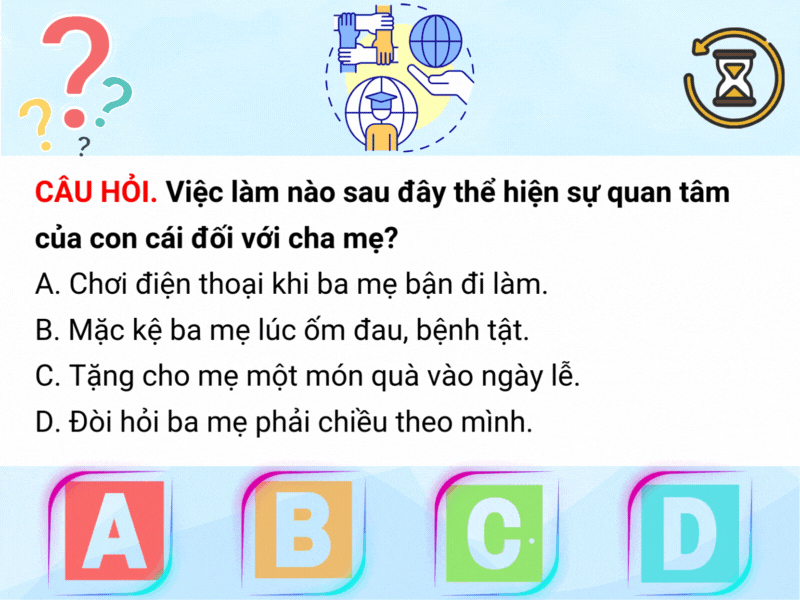 CÂU HỎI. Việc làm nào sau đây thể hiện sự quan tâm
của con cái đối với cha mẹ?
A. Chơi điện thoại khi ba mẹ bận đi làm.
B. Mặc kệ ba mẹ lúc ốm đau, bệnh tật.
C. Tặng cho mẹ một món quà vào ngày lễ.
D. Đòi hỏi ba mẹ phải chiều theo mình.
A B C D